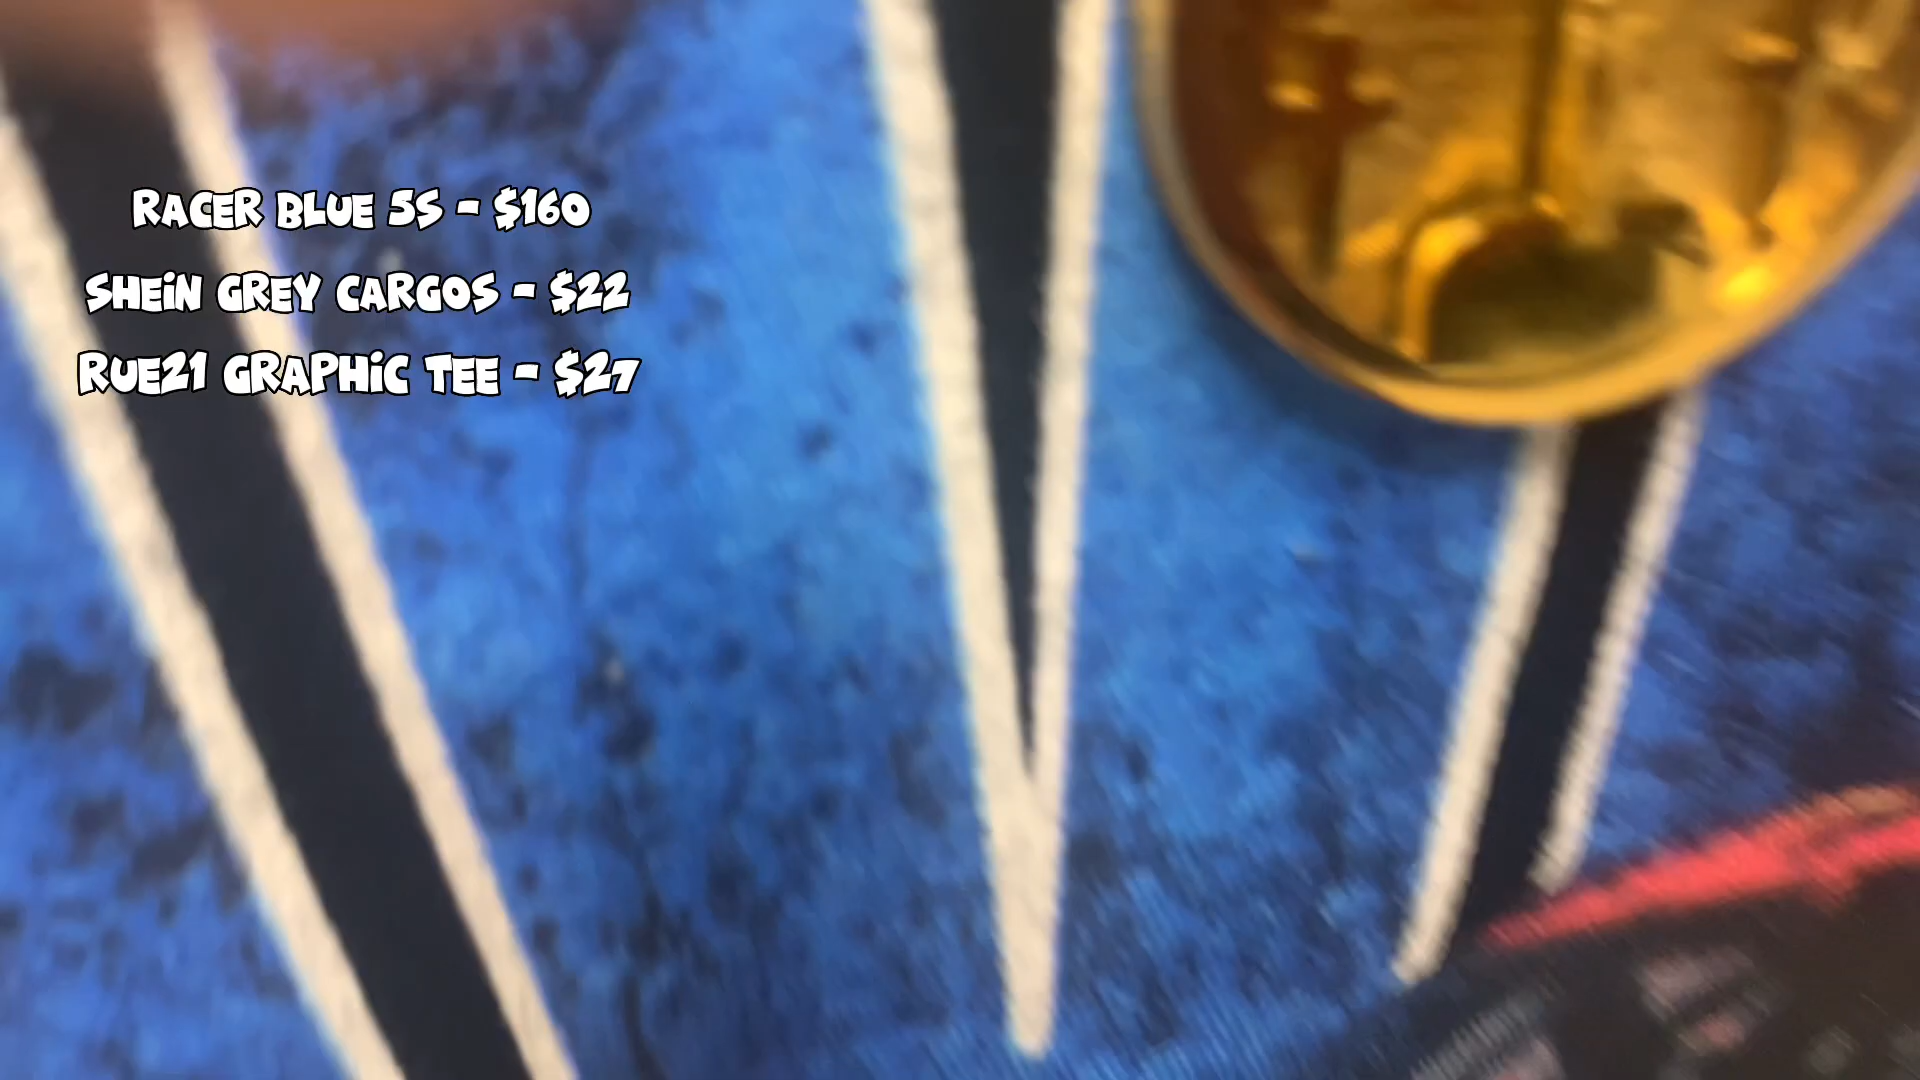 RACER BLUE 5S - $160
SHEIN GREY CARGOS - $22
RUE21 GRAPHIC TEE - $27